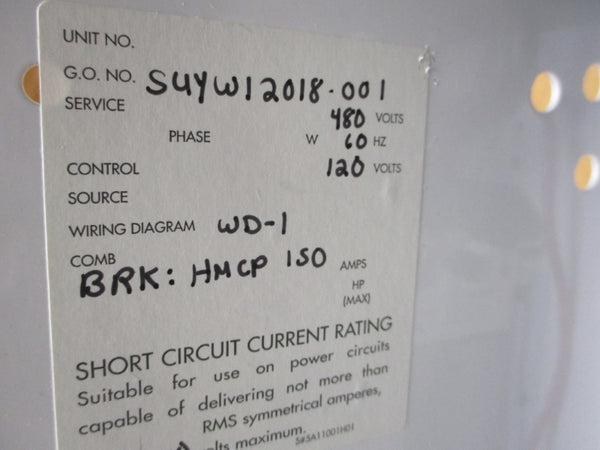 UNIT NO.
G.O. NO. SUYW12018-001
SERVICE 480 VOLTS
PHASE W 60 HZ
CONTROL 120 VOLTS
SOURCE
WIRING DIAGRAM WD-1
COMB
BRK: HMCP 150 AMPS
HP
(MAX)
SHORT CIRCUIT CURRENT RATING
Suitable for use on power circuits
capable of delivering not more than
RMS symmetrical amperes,
lts maximum.